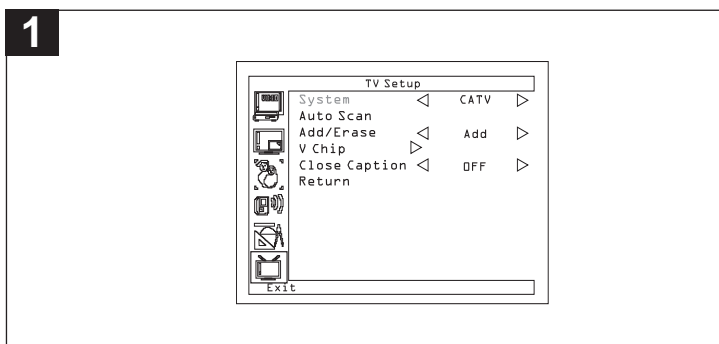 1
TV Setup
System CATV
Auto Scan
Add/Erase Add
V Chip
Close Caption OFF
Return
Exit